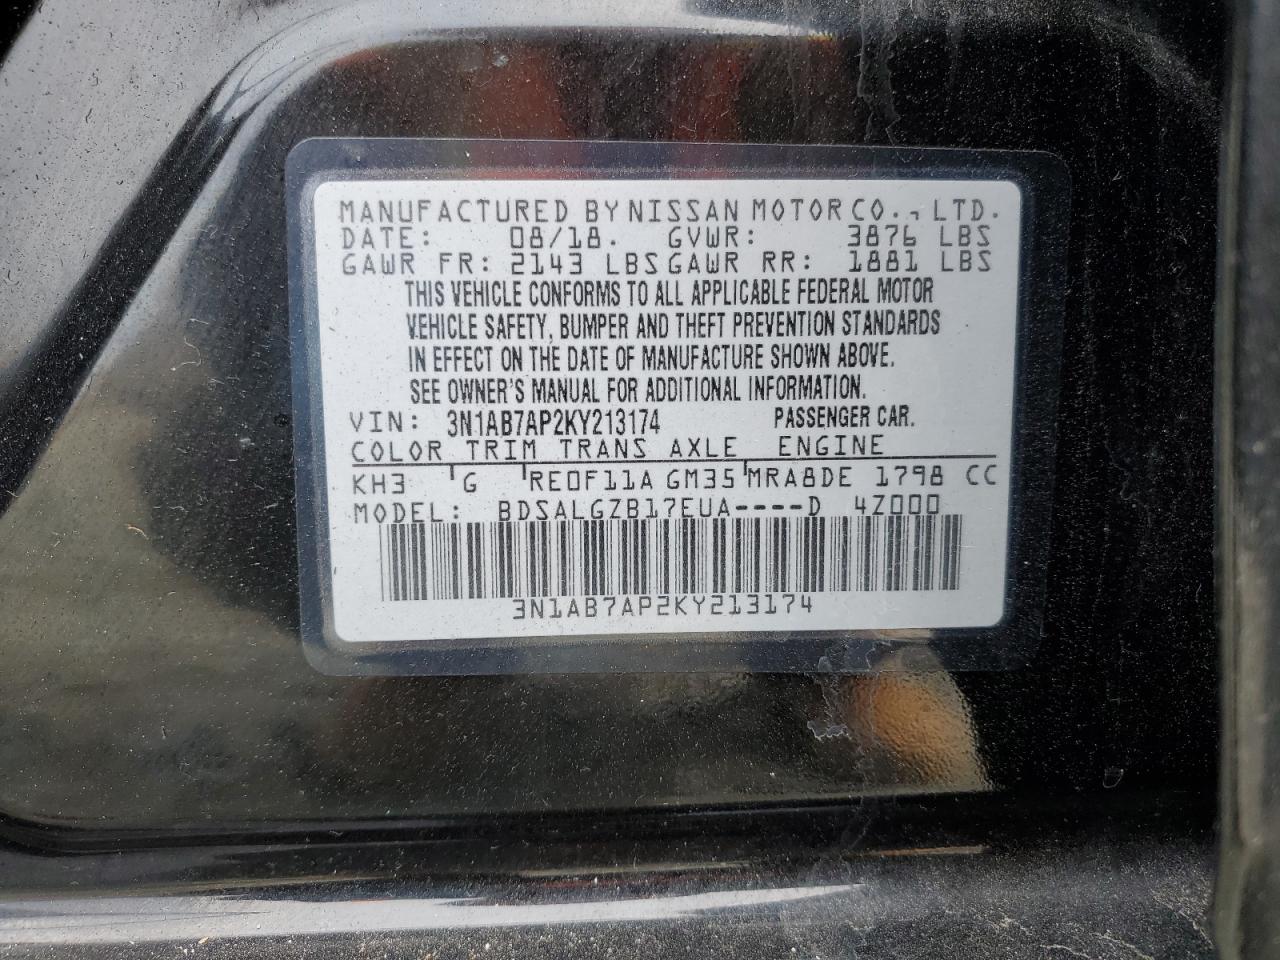 MANUFACTURED BY NISSAN MOTOR CO., LTD.
DATE: 08/18. GVWR: 3876 LBS
GAWR FR: 2143 LBS GAWR RR: 1881 LBS
THIS VEHICLE CONFORMS TO ALL APPLICABLE FEDERAL MOTOR
VEHICLE SAFETY, BUMPER AND THEFT PREVENTION STANDARDS
IN EFFECT ON THE DATE OF MANUFACTURE SHOWN ABOVE.
SEE OWNER'S MANUAL FOR ADDITIONAL INFORMATION.
VIN: 3N1AB7AP2KY213174 PASSENGER CAR.
COLOR TRIM TRANS AXLE ENGINE
KH3 G RE0F11A GM35 MRA8DE 1798 CC
MODEL: BDSALGZB17EUA----D 4Z000
3N1AB7AP2KY213174